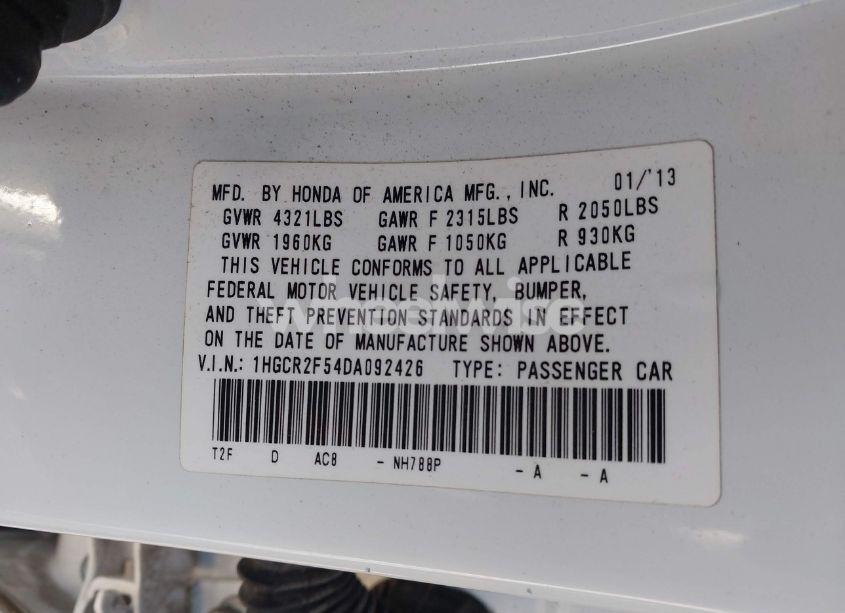 MFD. BY HONDA OF AMERICA MFG., INC. 01/'13
GVWR 4321LBS GAWR F 2315LBS R 2050LBS
GVWR 1960KG GAWR F 1050KG R 930KG
THIS VEHICLE CONFORMS TO ALL APPLICABLE
FEDERAL MOTOR VEHICLE SAFETY, BUMPER,
AND THEFT PREVENTION STANDARDS IN EFFECT
ON THE DATE OF MANUFACTURE SHOWN ABOVE.
V.I.N.: 1HGCR2F54DA092426 TYPE: PASSENGER CAR
T2F D AC8 - NH788P - A - A
wheelwise